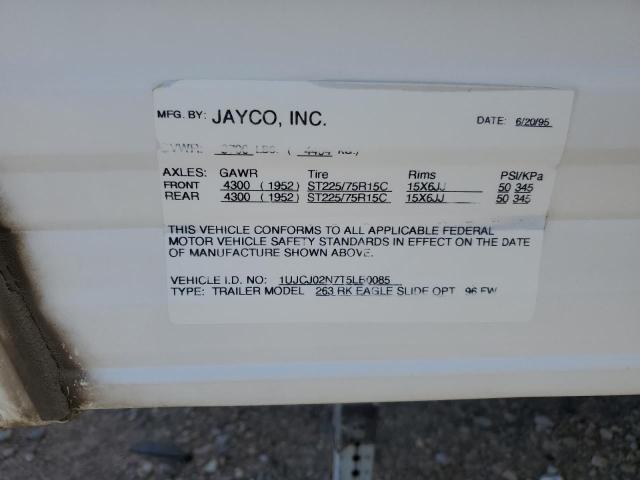 MFG. BY: JAYCO, INC. DATE: 6/20/95
GVWR: LBS. ( KG.)
AXLES: GAWR Tire Rims PSI/KPa
FRONT 4300 ( 1952) ST225/75R15C 15X6JJ 50 345
REAR 4300 ( 1952) ST225/75R15C 15X6JJ 50 345
THIS VEHICLE CONFORMS TO ALL APPLICABLE FEDERAL
MOTOR VEHICLE SAFETY STANDARDS IN EFFECT ON THE DATE
OF MANUFACTURE SHOWN ABOVE.
VEHICLE I.D. NO: 1UJCJ02N7T5LB0085
TYPE: TRAILER MODEL 263 RK EAGLE SLIDE OPT 96 FW